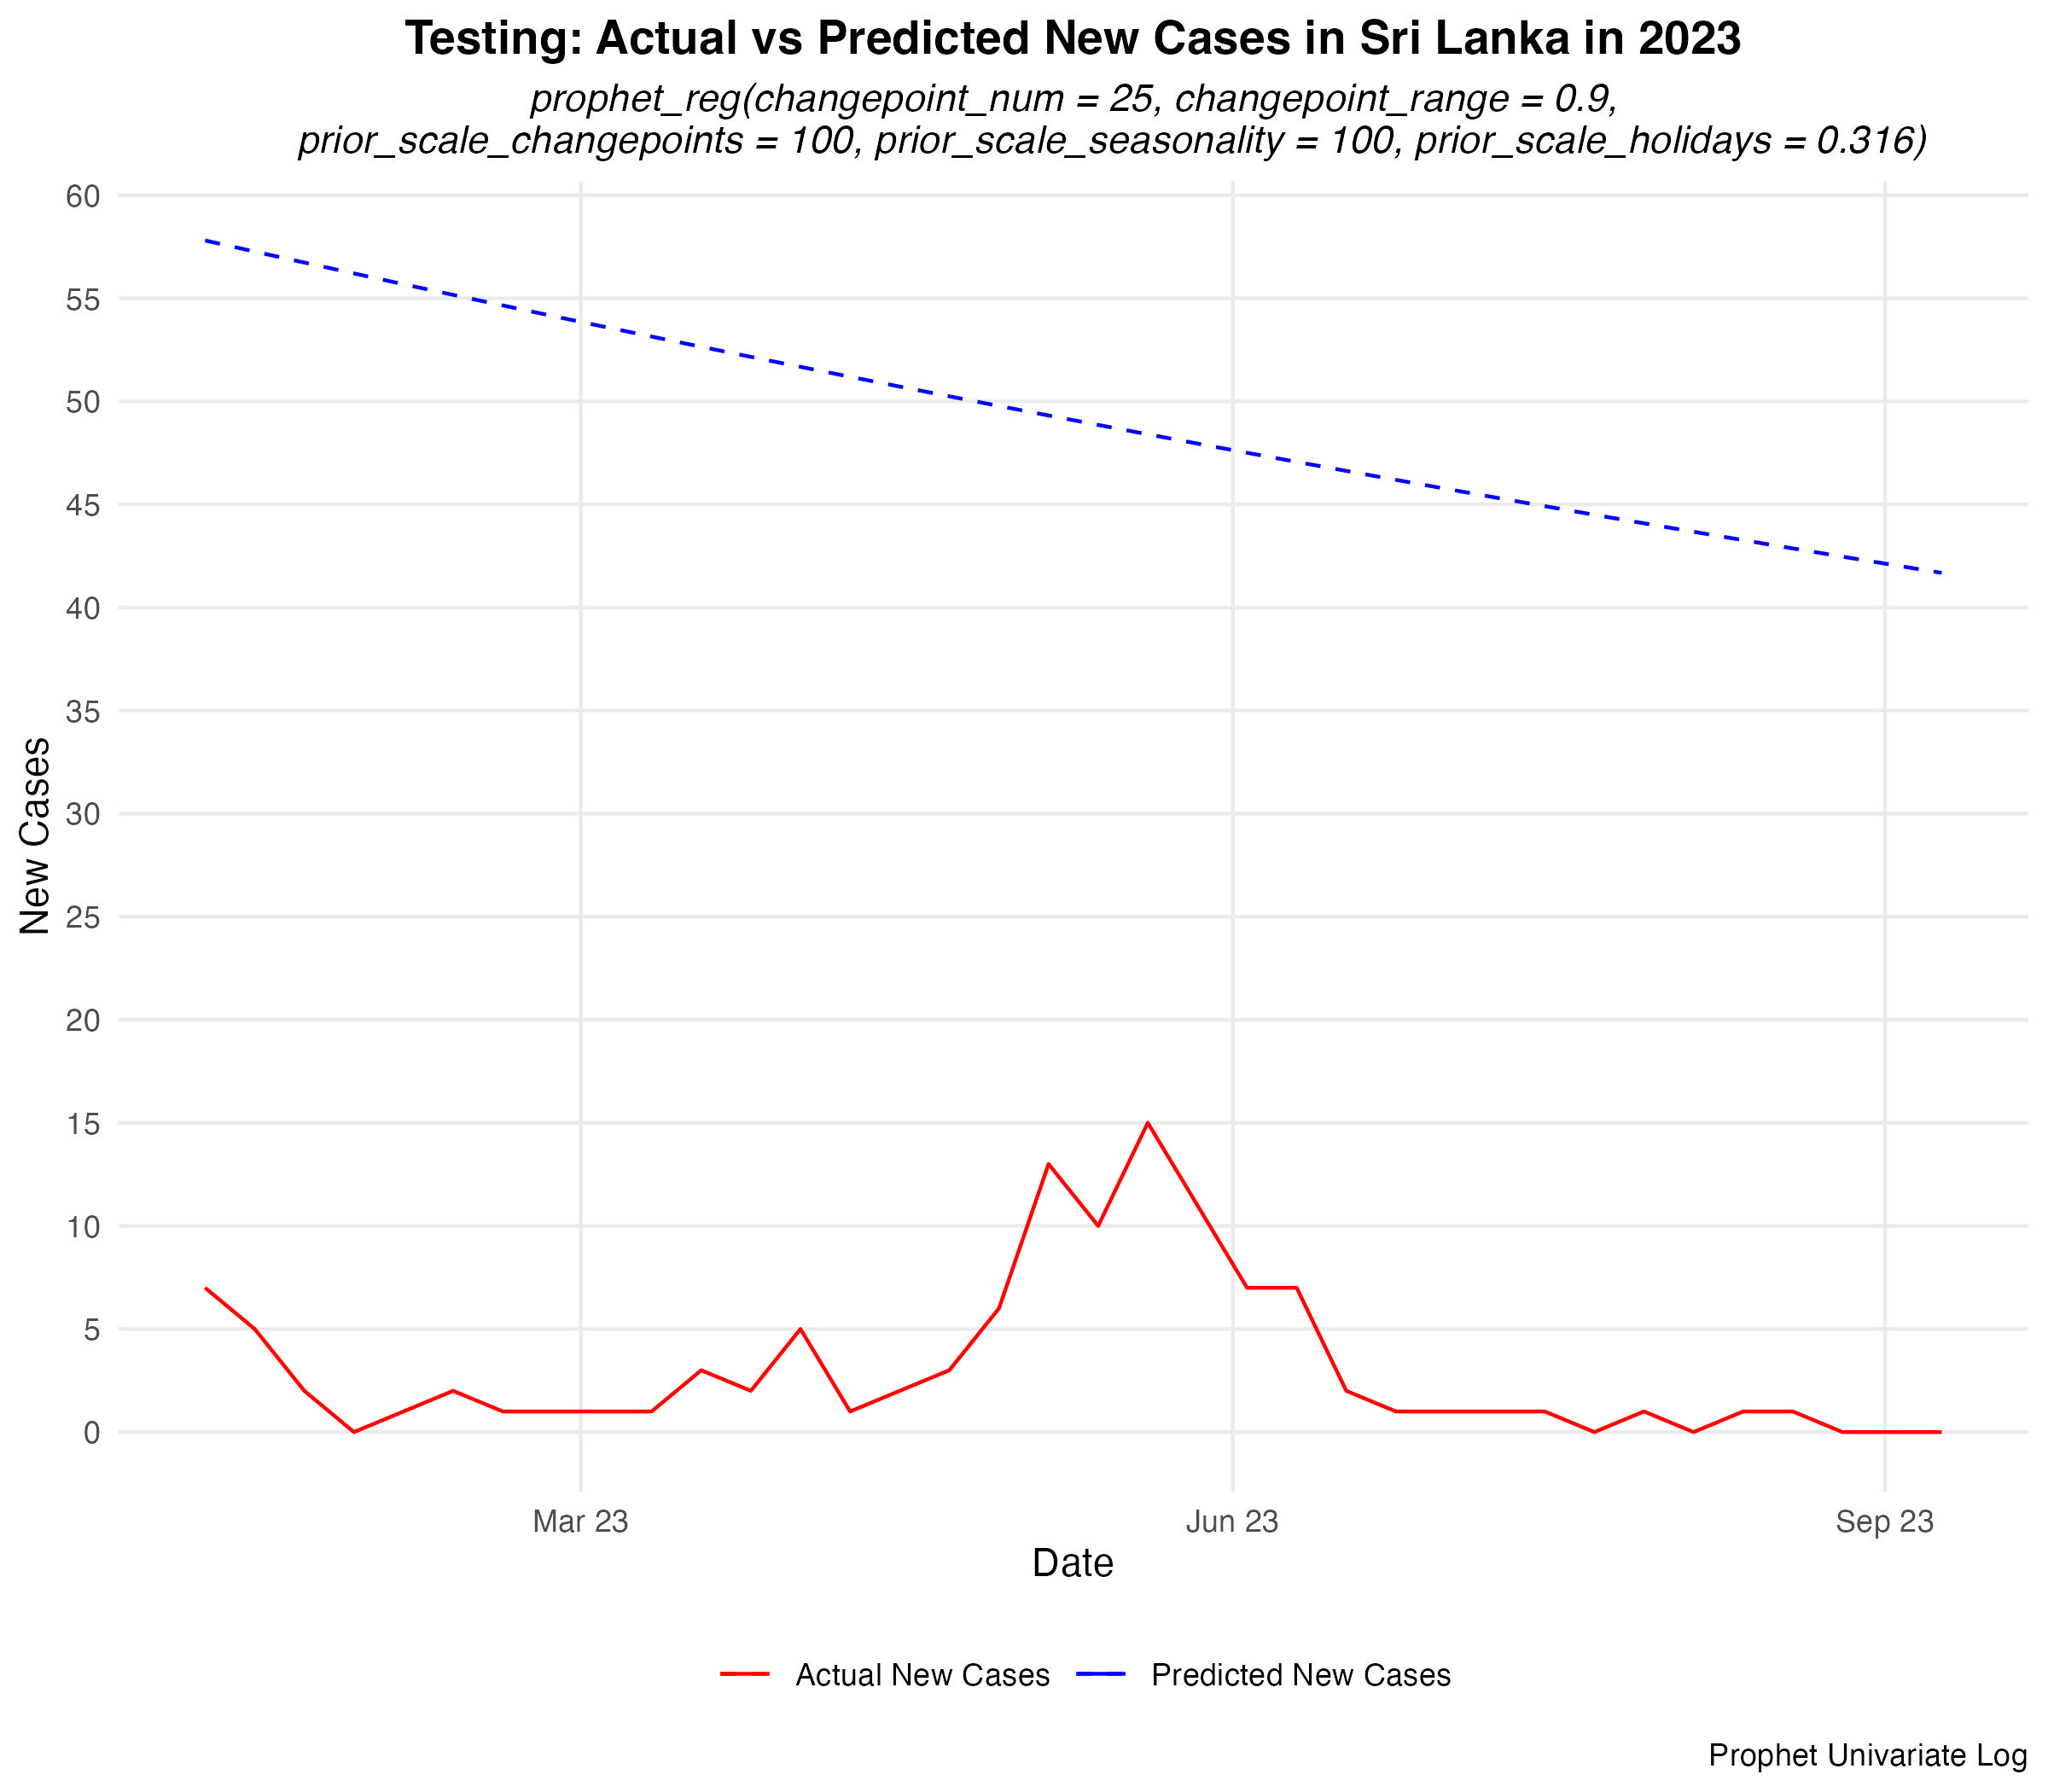 Testing: Actual vs Predicted New Cases in Sri Lanka in 2023
prophet_reg(changepoint_num = 25, changepoint_range = 0.9,
prior_scale_changepoints = 100, prior_scale_seasonality = 100, prior_scale_holidays = 0.316)
60
55
50
45
40
35
30
25
20
15
10
5
0
New Cases
Mar 23
Jun 23
Sep 23
Date
Actual New Cases
Predicted New Cases
Prophet Univariate Log